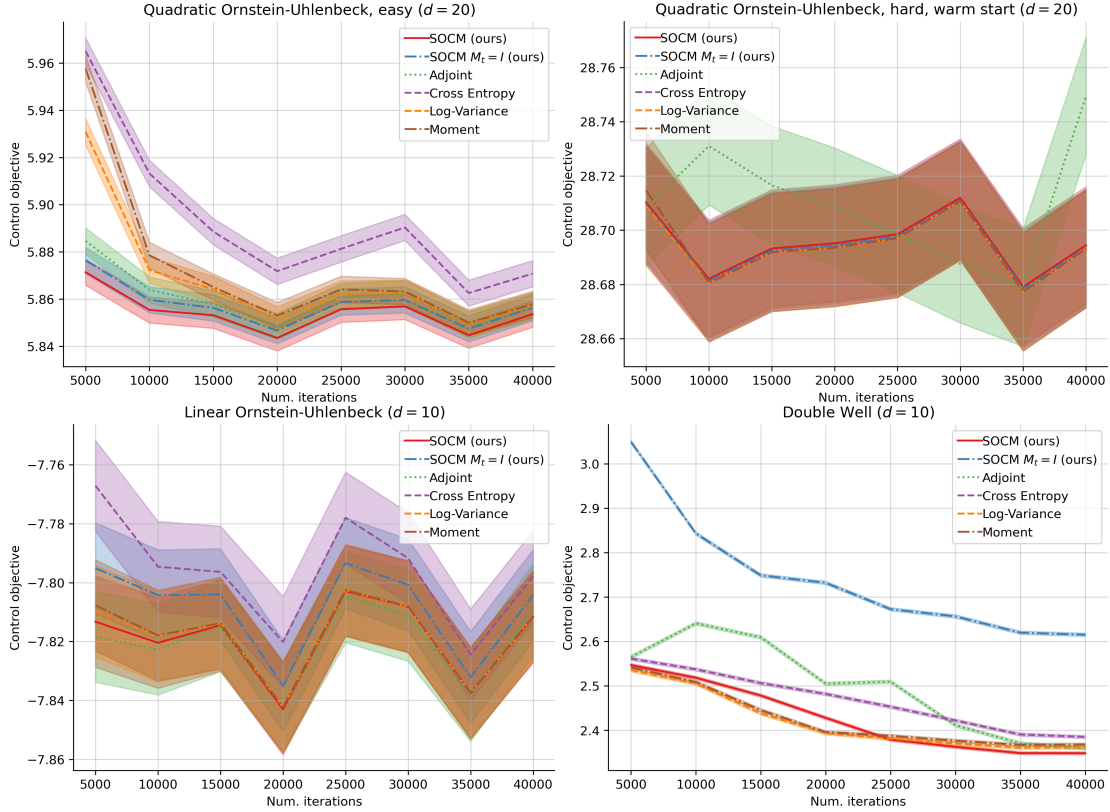 Quadratic Ornstein-Uhlenbeck, easy (d = 20)
Control objective
5.96
5.94
5.92
5.90
5.88
5.86
5.84
SOCM (ours)
SOCM M_t = I (ours)
Adjoint
Cross Entropy
Log-Variance
Moment
5000 10000 15000 20000 25000 30000 35000 40000
Num. iterations
Quadratic Ornstein-Uhlenbeck, hard, warm start (d = 20)
Control objective
28.76
28.74
28.72
28.70
28.68
28.66
SOCM (ours)
SOCM M_t = I (ours)
Adjoint
Cross Entropy
Log-Variance
Moment
5000 10000 15000 20000 25000 30000 35000 40000
Num. iterations
Linear Ornstein-Uhlenbeck (d = 10)
Control objective
−7.76
−7.78
−7.80
−7.82
−7.84
−7.86
SOCM (ours)
SOCM M_t = I (ours)
Adjoint
Cross Entropy
Log-Variance
Moment
5000 10000 15000 20000 25000 30000 35000 40000
Num. iterations
Double Well (d = 10)
Control objective
3.0
2.9
2.8
2.7
2.6
2.5
2.4
SOCM (ours)
SOCM M_t = I (ours)
Adjoint
Cross Entropy
Log-Variance
Moment
5000 10000 15000 20000 25000 30000 35000 40000
Num. iterations